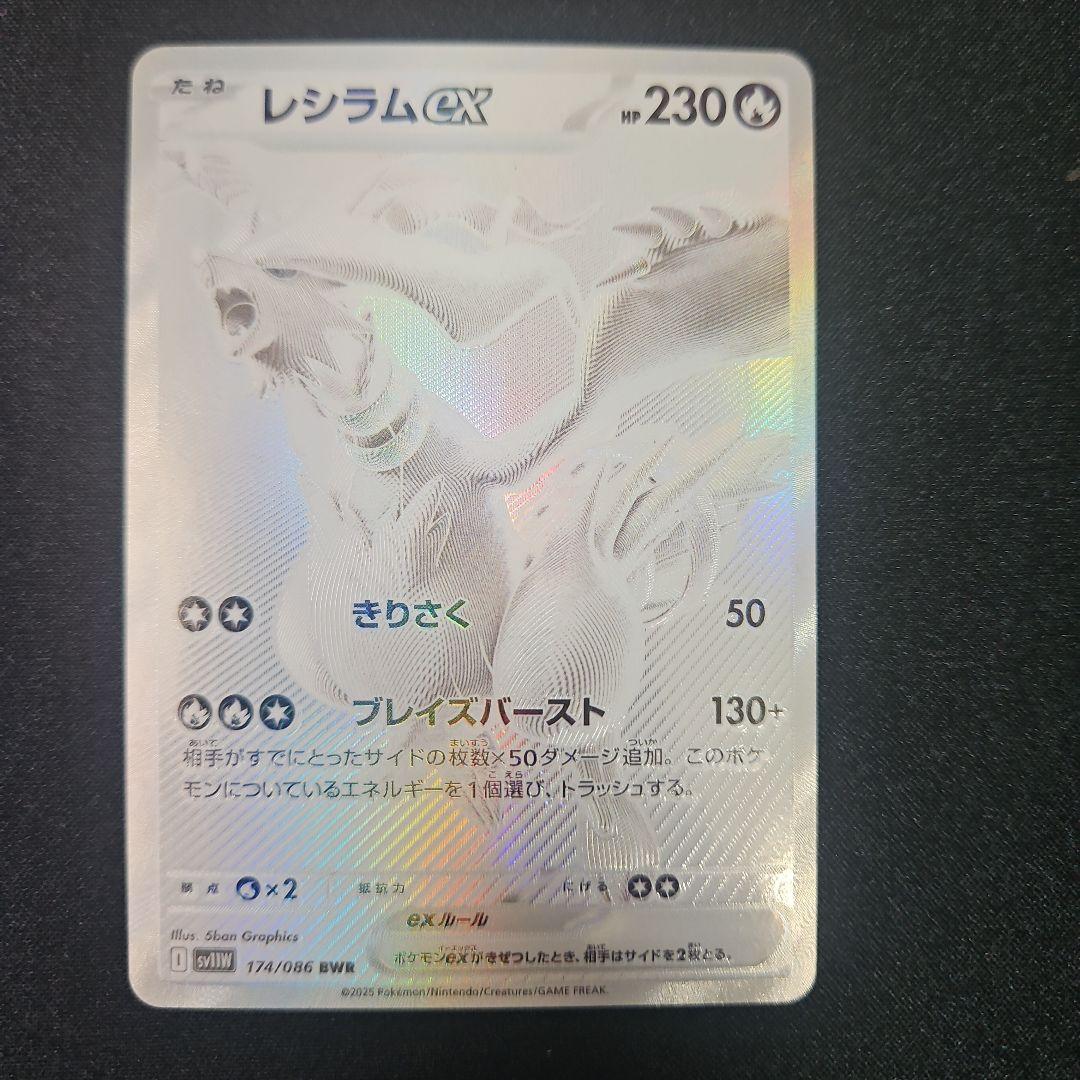 たね レシラムex HP 230
きりさく 50
ブレイズバースト 130+
相手がすでにとったサイドの枚数×50ダメージ追加。このポケ
モンについているエネルギーを1個選び、トラッシュする。
弱点 ×2 抵抗力 にげる
exルール
Illus. 5ban Graphics
ポケモンexがきぜつしたとき、相手はサイドを2枚とる。
I SV11W 174/086 BWR
©2025 Pokémon/Nintendo/Creatures/GAME FREAK.